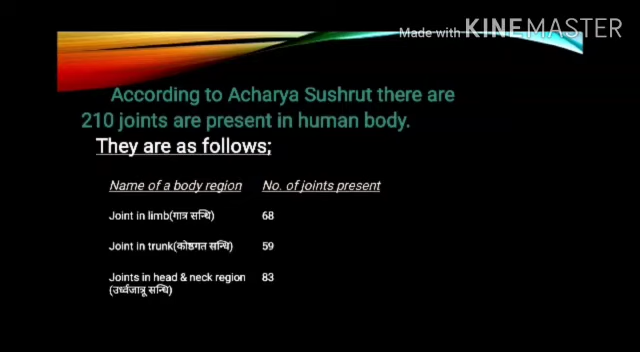 Made with KINEMASTER
According to Acharya Sushrut there are
210 joints are present in human body.
They are as follows;
Name of a body region No. of joints present
Joint in limb(गात्र सन्धि) 68
Joint in trunk(कोष्ठगत सन्धि) 59
Joints in head & neck region 83
(उर्ध्वजात्रू सन्धि)